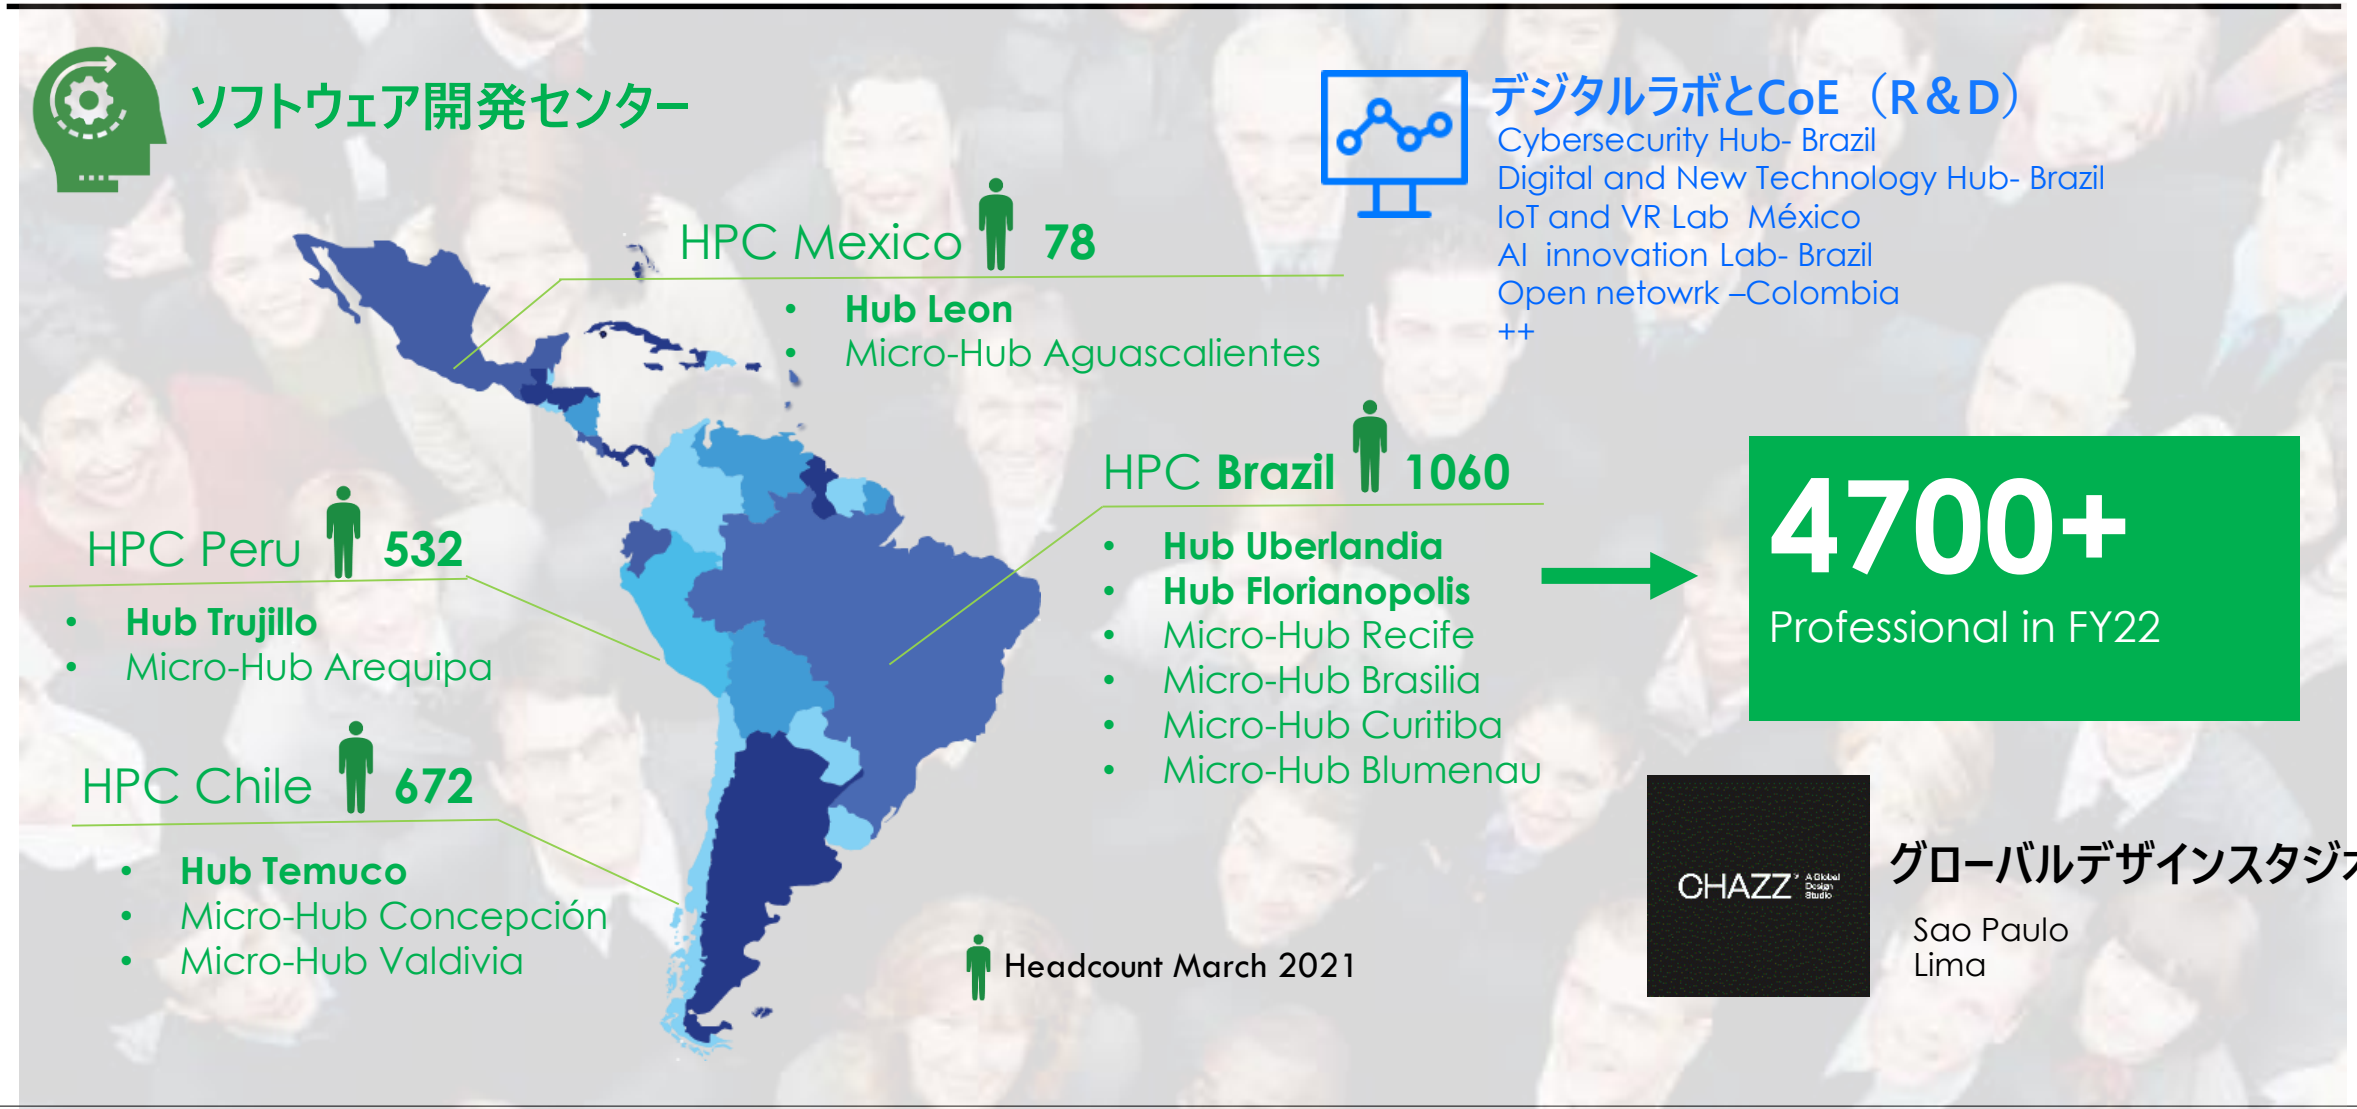 ソフトウェア開発センター
デジタルラボとCoE（R＆D）
Cybersecurity Hub- Brazil
Digital and New Technology Hub- Brazil
IoT and VR Lab  México
AI  innovation Lab- Brazil
Open netowrk –Colombia
++
HPC Mexico 78
• Hub Leon
• Micro-Hub Aguascalientes
HPC Brazil 1060
• Hub Uberlandia
• Hub Florianopolis
• Micro-Hub Recife
• Micro-Hub Brasilia
• Micro-Hub Curitiba
• Micro-Hub Blumenau
4700+
Professional in FY22
HPC Peru 532
• Hub Trujillo
• Micro-Hub Arequipa
HPC Chile 672
• Hub Temuco
• Micro-Hub Concepción
• Micro-Hub Valdivia
Headcount March 2021
CHAZZ
A Global
Design
Studio
グローバルデザインスタジオ
Sao Paulo
Lima